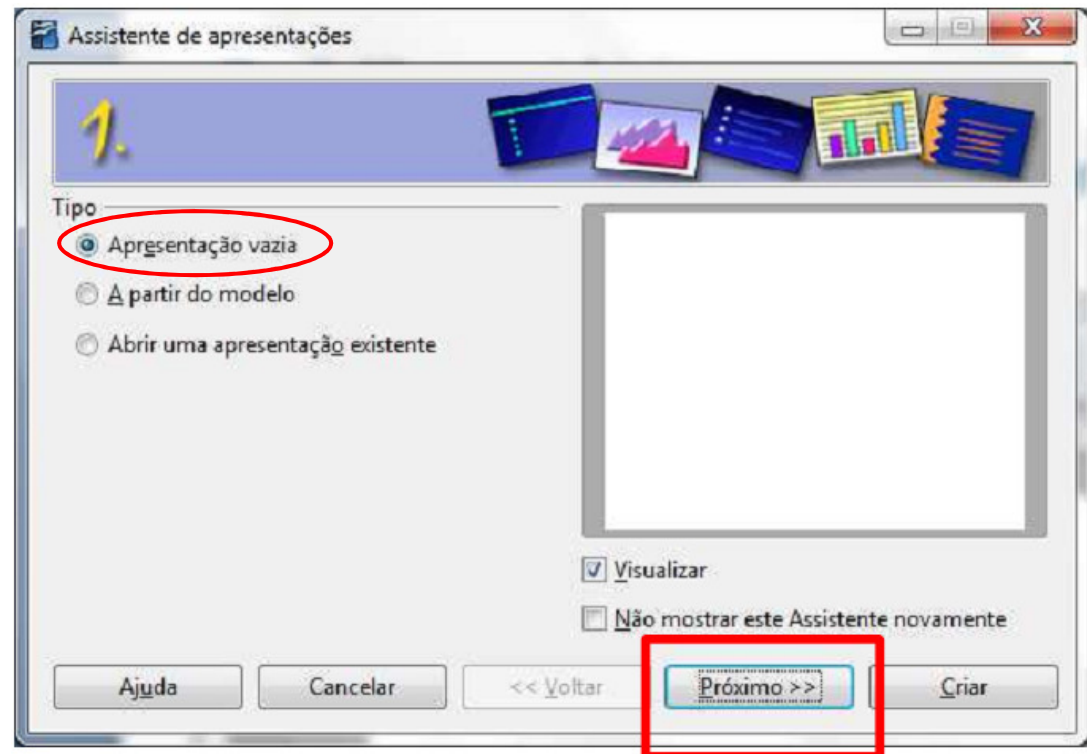 Assistente de apresentações
1.
Tipo
Apresentação vazia
A partir do modelo
Abrir uma apresentação existente
Visualizar
Não mostrar este Assistente novamente
Ajuda Cancelar << Voltar Próximo >> Criar